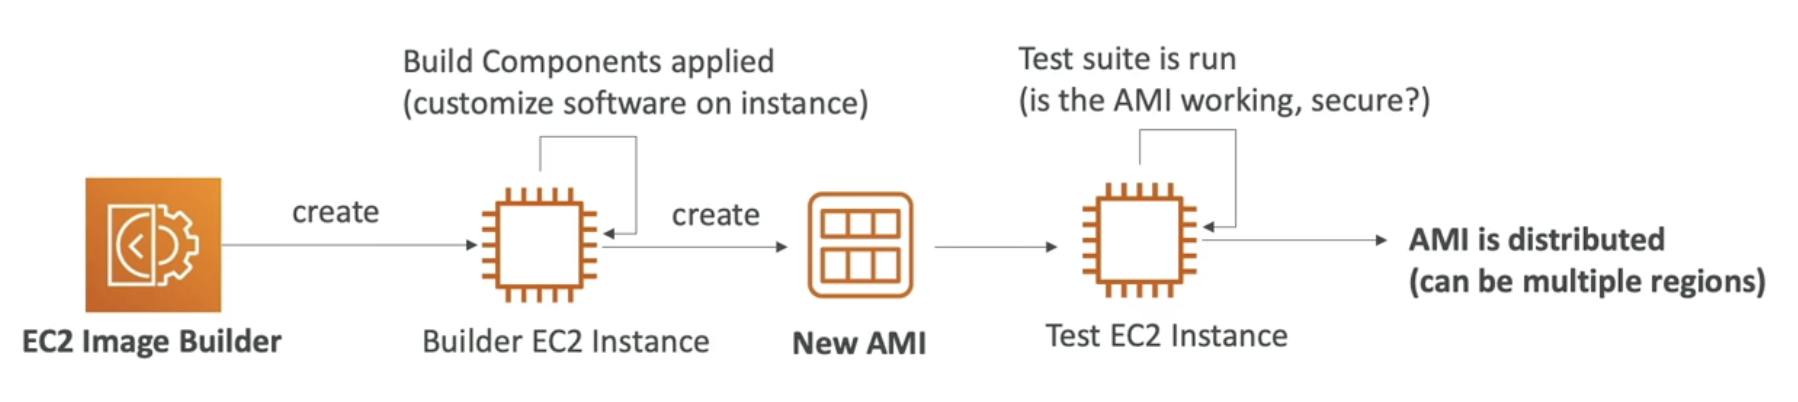 Build Components applied
(customize software on instance)
Test suite is run
(is the AMI working, secure?)
create
create
AMI is distributed
(can be multiple regions)
EC2 Image Builder
Builder EC2 Instance
New AMI
Test EC2 Instance